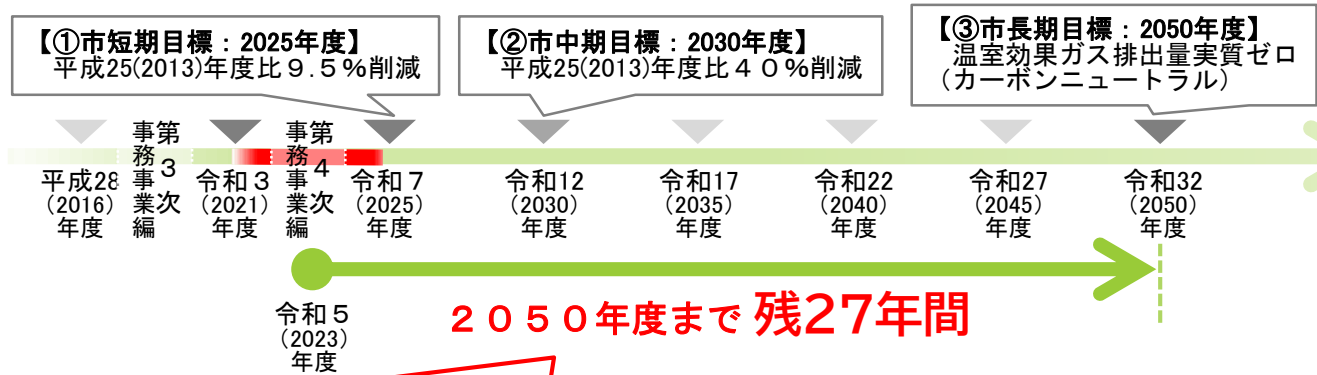 【①市短期目標：2025年度】
平成25(2013)年度比９.５％削減
【②市中期目標：2030年度】
平成25(2013)年度比４０％削減
【③市長期目標：2050年度】
温室効果ガス排出量実質ゼロ
(カーボンニュートラル)
平成28
(2016)
年度
第３次
事務事業編
令和３
(2021)
年度
第４次
事務事業編
令和７
(2025)
年度
令和12
(2030)
年度
令和17
(2035)
年度
令和22
(2040)
年度
令和27
(2045)
年度
令和32
(2050)
年度
令和５
(2023)
年度
２０５０年度まで 残27年間